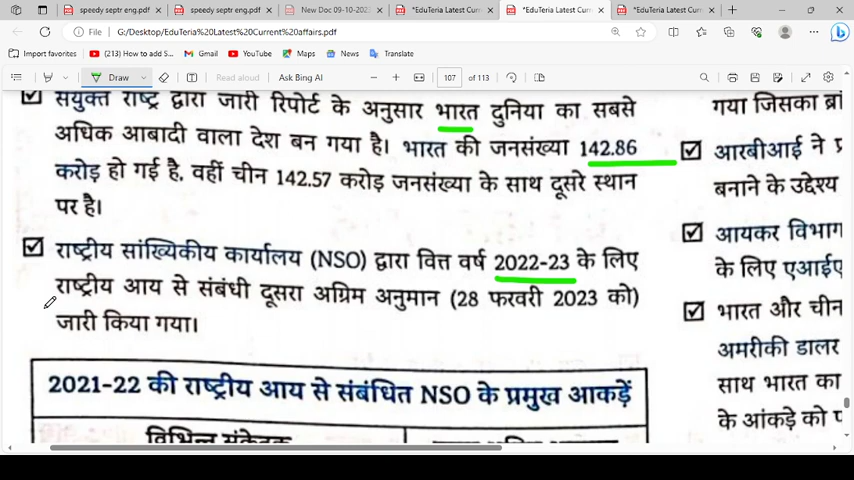 speedy septr eng.pdf
speedy septr eng.pdf
New Doc 09-10-202
*EduTeria Latest Curr
*EduTeria Latest Curr
*EduTeria Latest Curr
File
G:/Desktop/EduTeria%20Latest%20Current%20affairs.pdf
Import favorites
(213) How to add S...
Gmail
YouTube
Maps
News
Translate
Draw
Read aloud
Ask Bing AI
107 of 113
संयुक्त राष्ट्र द्वारा जारी रिपोर्ट के अनुसार भारत दुनिया का सबसे
अधिक आबादी वाला देश बन गया है। भारत की जनसंख्या 142.86
करोड़ हो गई है, वहीं चीन 142.57 करोड़ जनसंख्या के साथ दूसरे स्थान
पर है।
राष्ट्रीय सांख्यिकीय कार्यालय (NSO) द्वारा वित्त वर्ष 2022-23 के लिए
राष्ट्रीय आय से संबंधी दूसरा अग्रिम अनुमान (28 फरवरी 2023 को)
जारी किया गया।
2021-22 की राष्ट्रीय आय से संबंधित NSO के प्रमुख आकड़ें
विभिन्न संकेतक
गया जिसका
आरबीआई ने
बनाने के उद्देश्य
आयकर विभाग
के लिए
भारत और चीन
अमरीकी डालर
साथ भारत का
के आंकड़े को